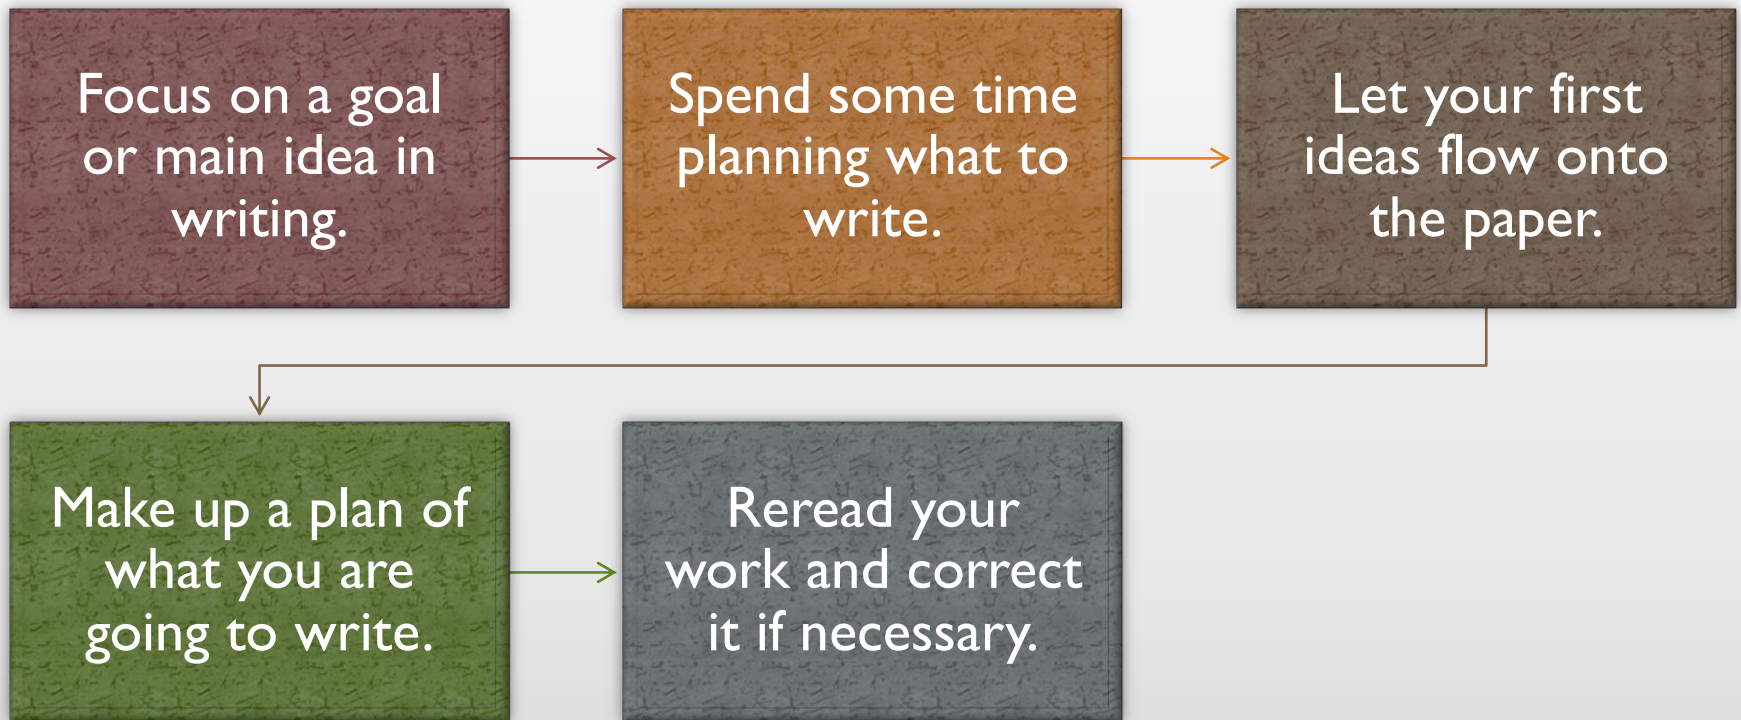 Focus on a goal
or main idea in
writing.
Spend some time
planning what to
write.
Let your first
ideas flow onto
the paper.
Make up a plan of
what you are
going to write.
Reread your
work and correct
it if necessary.